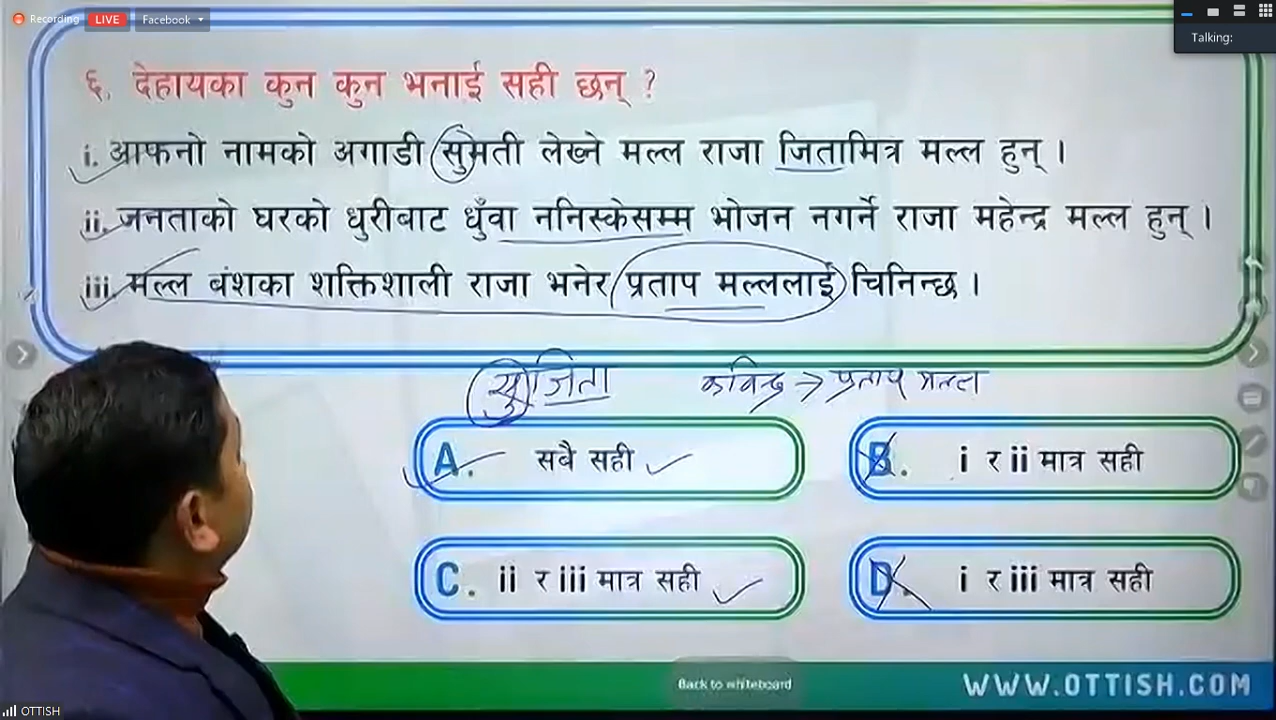 Recording LIVE Facebook
Talking:
६. देहायका कुन कुन भनाई सही छन् ?
i. आफनो नामको अगाडी सुमती लेख्ने मल्ल राजा जितामित्र मल्ल हुन् ।
ii. जनताको घरको धुरीबाट धुँवा ननिस्केसम्म भोजन नगर्ने राजा महेन्द्र मल्ल हुन् ।
iii. मल्ल बंशका शक्तिशाली राजा भनेर प्रताप मल्ललाई चिनिन्छ ।
सु जिता कविन्द्र → प्रताप मल्ल
A. सबै सही
B. i र ii मात्र सही
C. ii र iii मात्र सही
D. i र iii मात्र सही
Back to whiteboard
WWW.OTTISH.COM
OTTISH